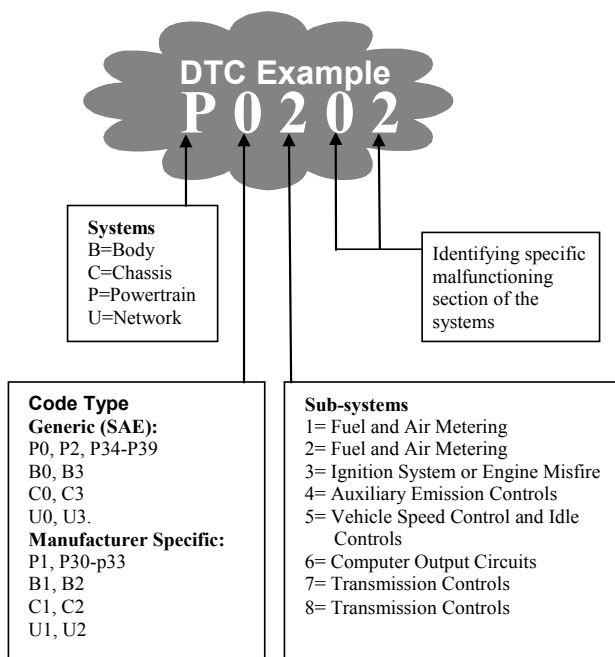 DTC Example
P 0 2 0 2
Systems
B=Body
C=Chassis
P=Powertrain
U=Network
Identifying specific
malfunctioning
section of the
systems
Code Type
Generic (SAE):
P0, P2, P34-P39
B0, B3
C0, C3
U0, U3.
Manufacturer Specific:
P1, P30-p33
B1, B2
C1, C2
U1, U2
Sub-systems
1= Fuel and Air Metering
2= Fuel and Air Metering
3= Ignition System or Engine Misfire
4= Auxiliary Emission Controls
5= Vehicle Speed Control and Idle
Controls
6= Computer Output Circuits
7= Transmission Controls
8= Transmission Controls